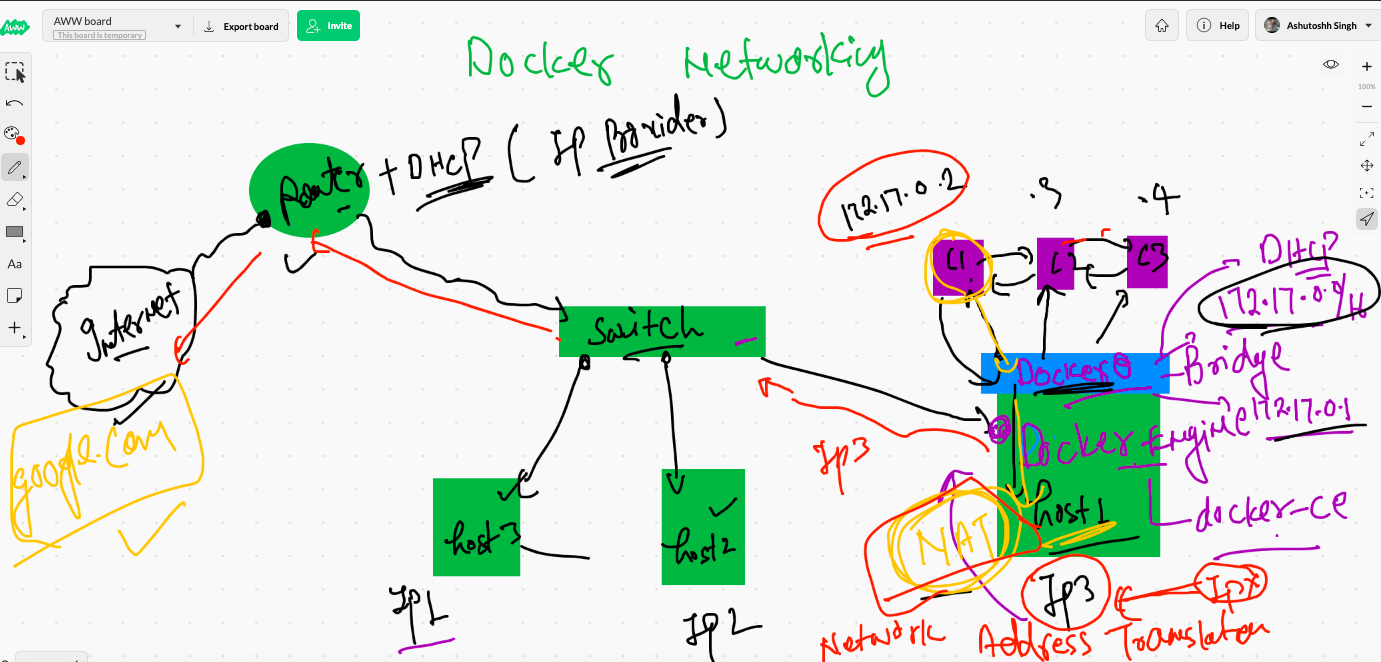 AWW
AWW board
This board is temporary
Export board
Invite
Help
Ashutoshh Singh
100%
Aa
Docker Networking
Router + DHCP ( IP Provider)
Internet
google.com
Switch
host3
host2
IP1
IP2
172.17.0.2
.3
.4
C1
C3
Docker0
DHCP
172.17.0.0/16
Bridge
172.17.0.1
Docker Engine
docker-ce
host1
IP3
NAT
IP3
IPX
Network Address Translation